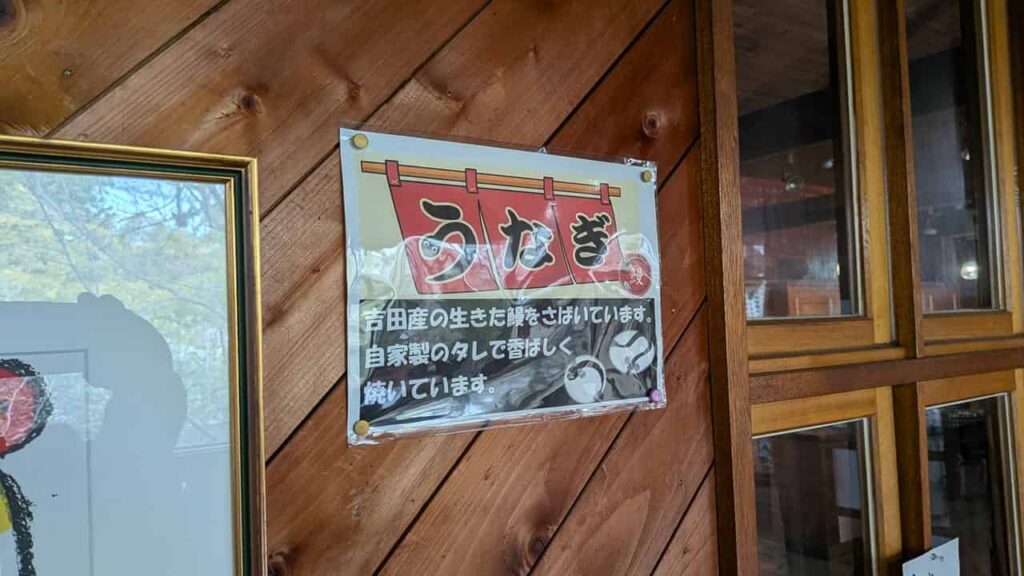 うなぎ
吉田産の生きた鰻をさばいています。
自家製のタレで香ばしく
焼いています。